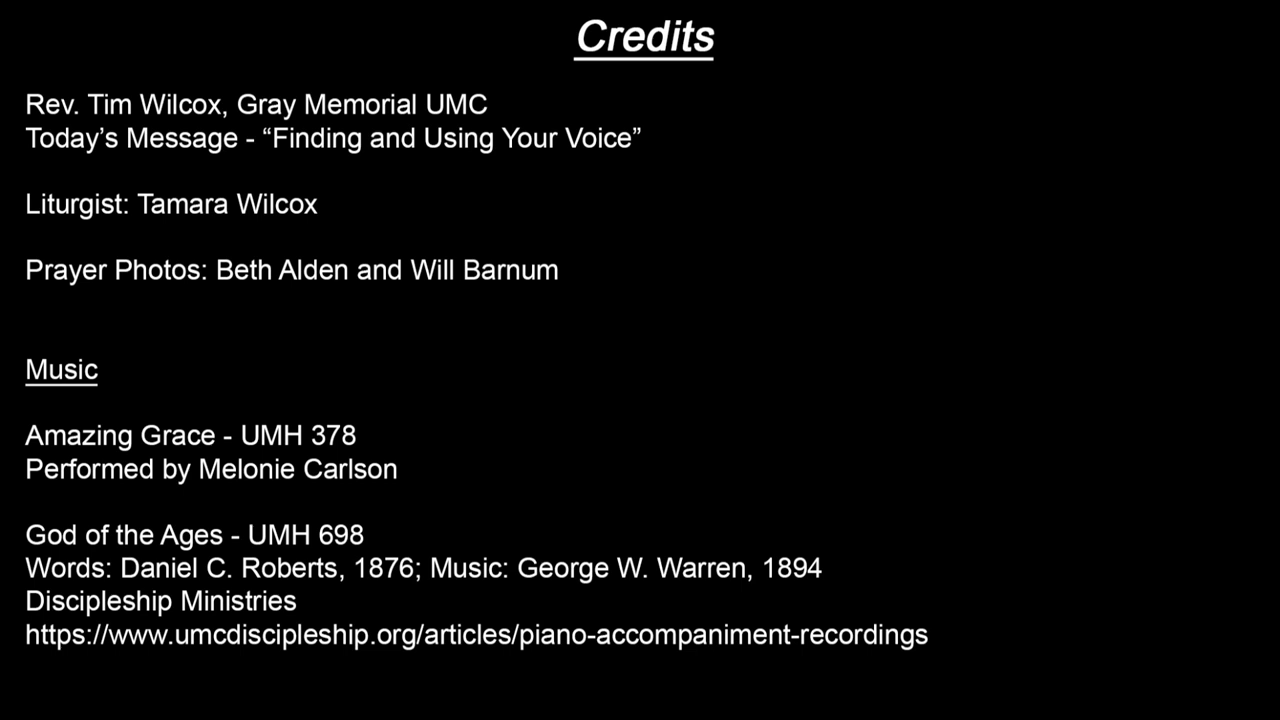 Credits
Rev. Tim Wilcox, Gray Memorial UMC
Today’s Message - “Finding and Using Your Voice”
Liturgist: Tamara Wilcox
Prayer Photos: Beth Alden and Will Barnum
Music
Amazing Grace - UMH 378
Performed by Melonie Carlson
God of the Ages - UMH 698
Words: Daniel C. Roberts, 1876; Music: George W. Warren, 1894
Discipleship Ministries
https://www.umcdiscipleship.org/articles/piano-accompaniment-recordings